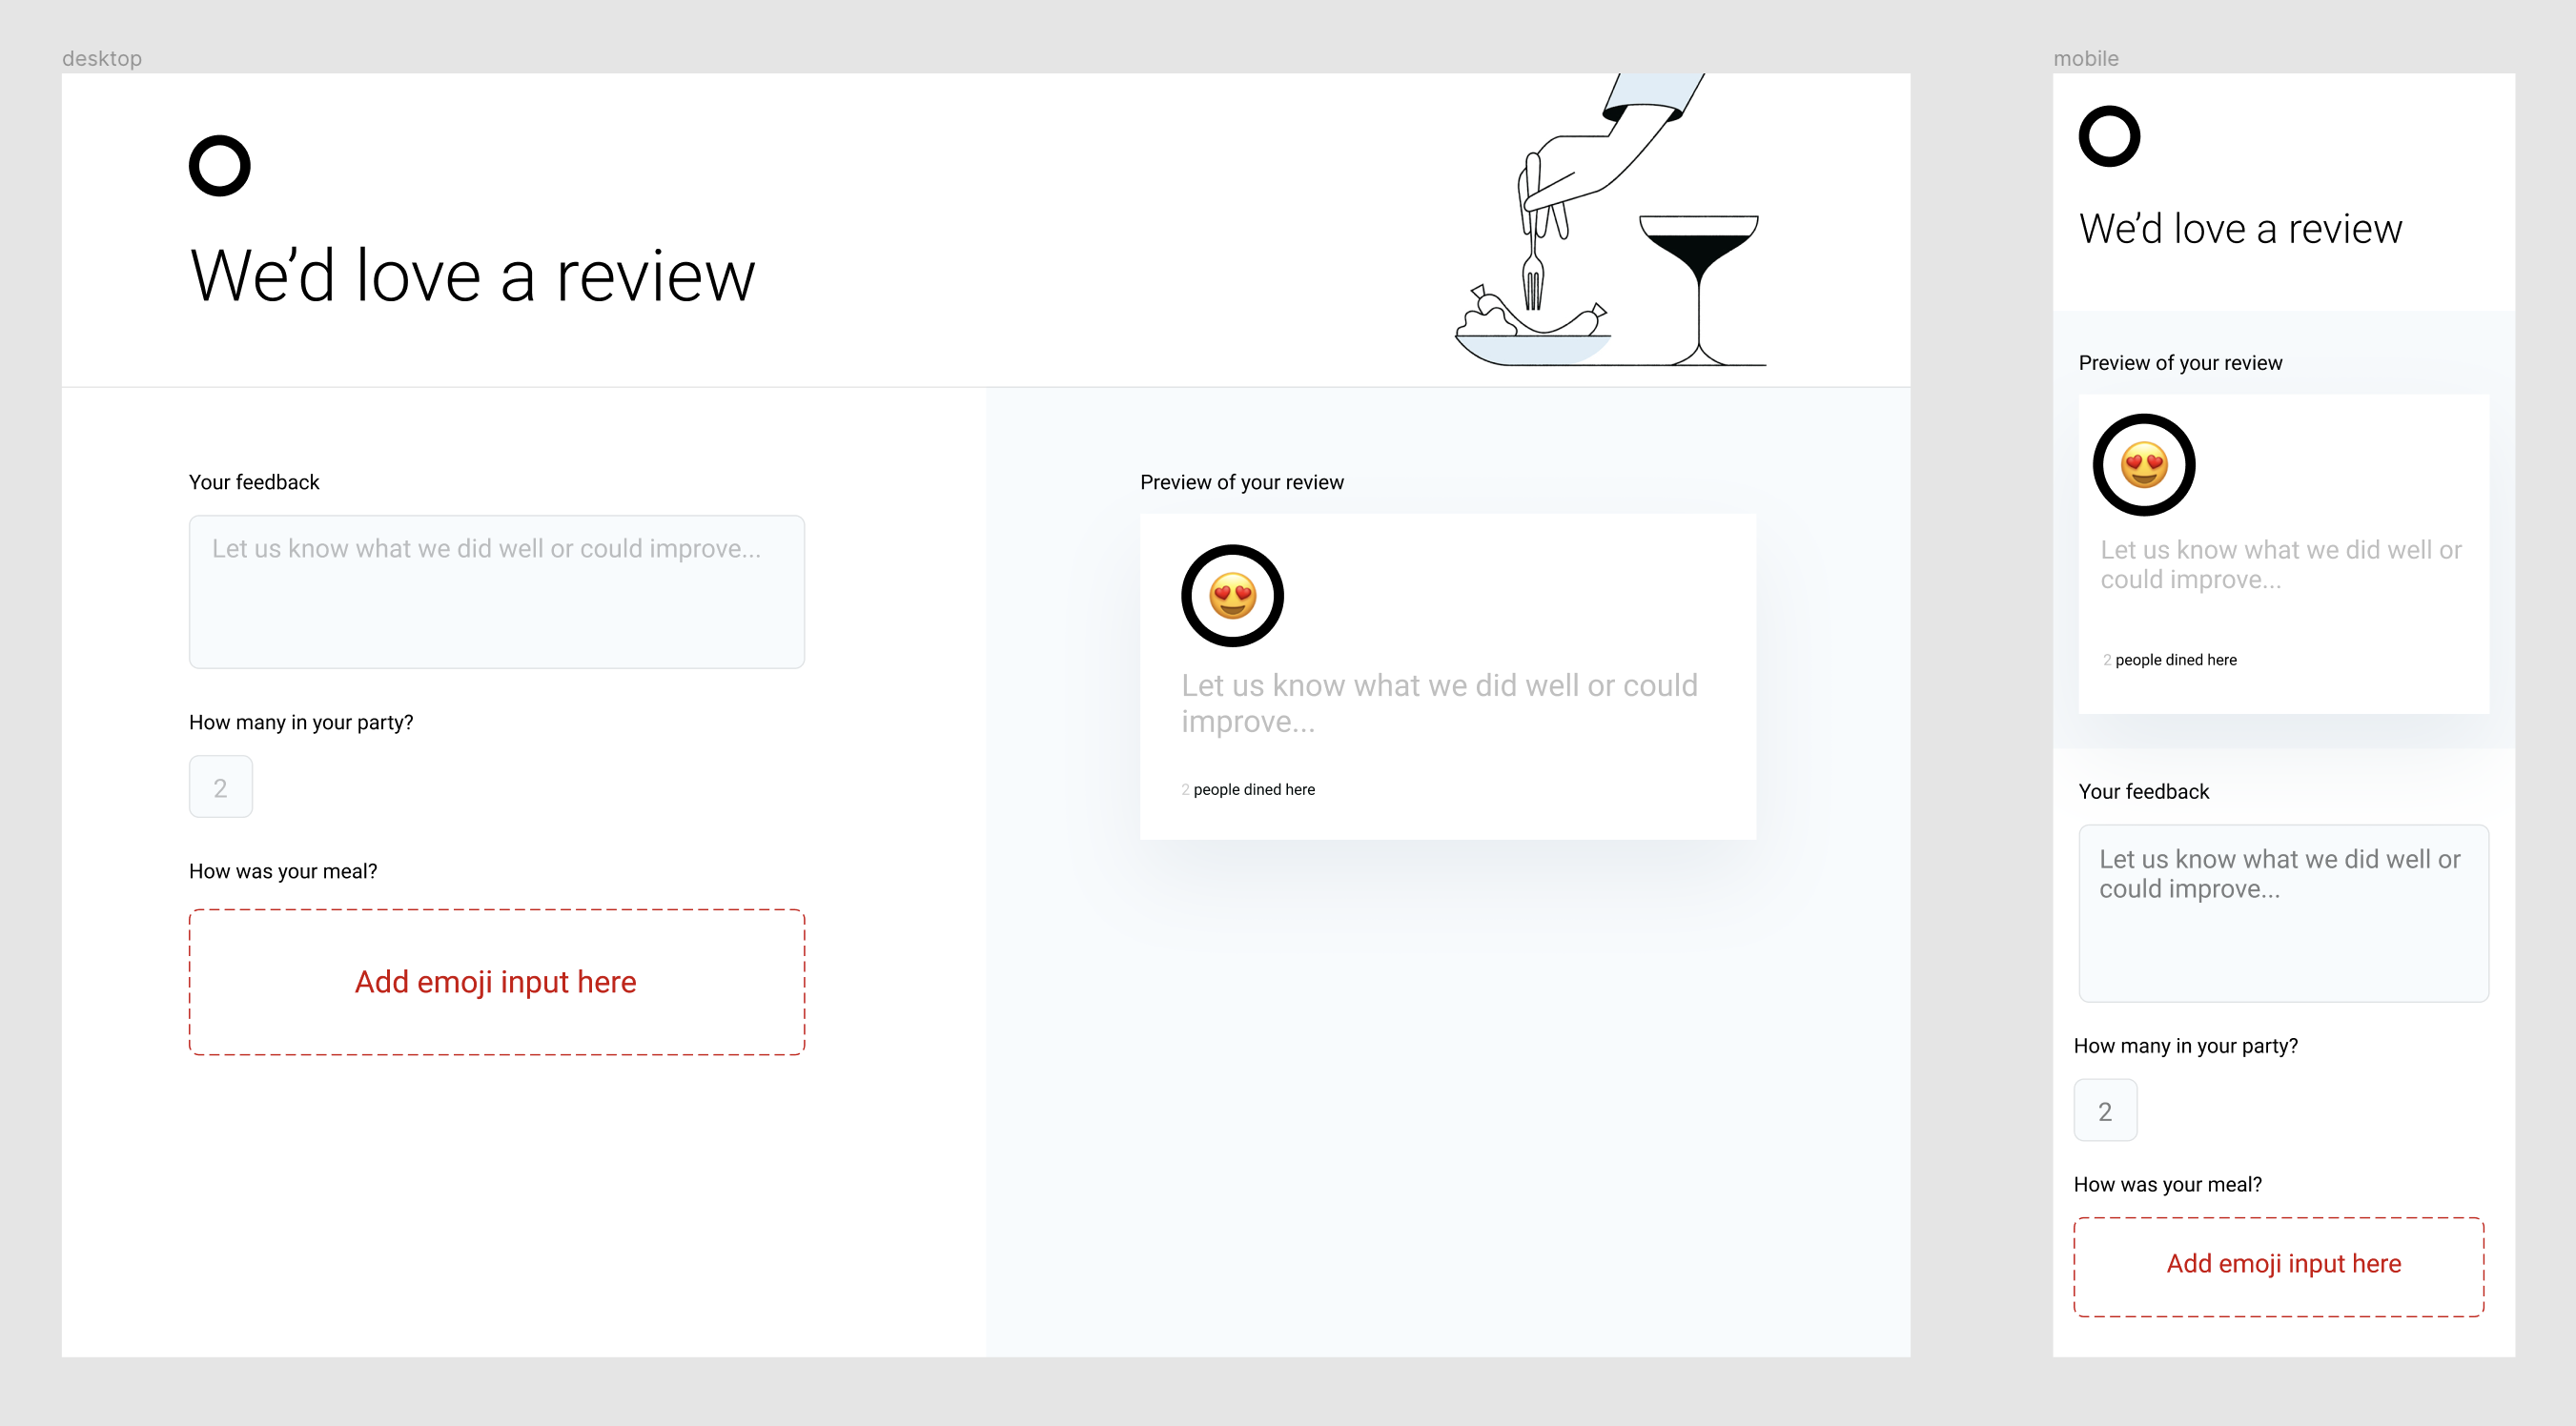 desktop
We’d love a review
Your feedback
Let us know what we did well or could improve...
How many in your party?
2
How was your meal?
Add emoji input here
Preview of your review
Let us know what we did well or could
improve...
2 people dined here
mobile
We’d love a review
Preview of your review
Let us know what we did well or
could improve...
2 people dined here
Your feedback
Let us know what we did well or
could improve...
How many in your party?
2
How was your meal?
Add emoji input here